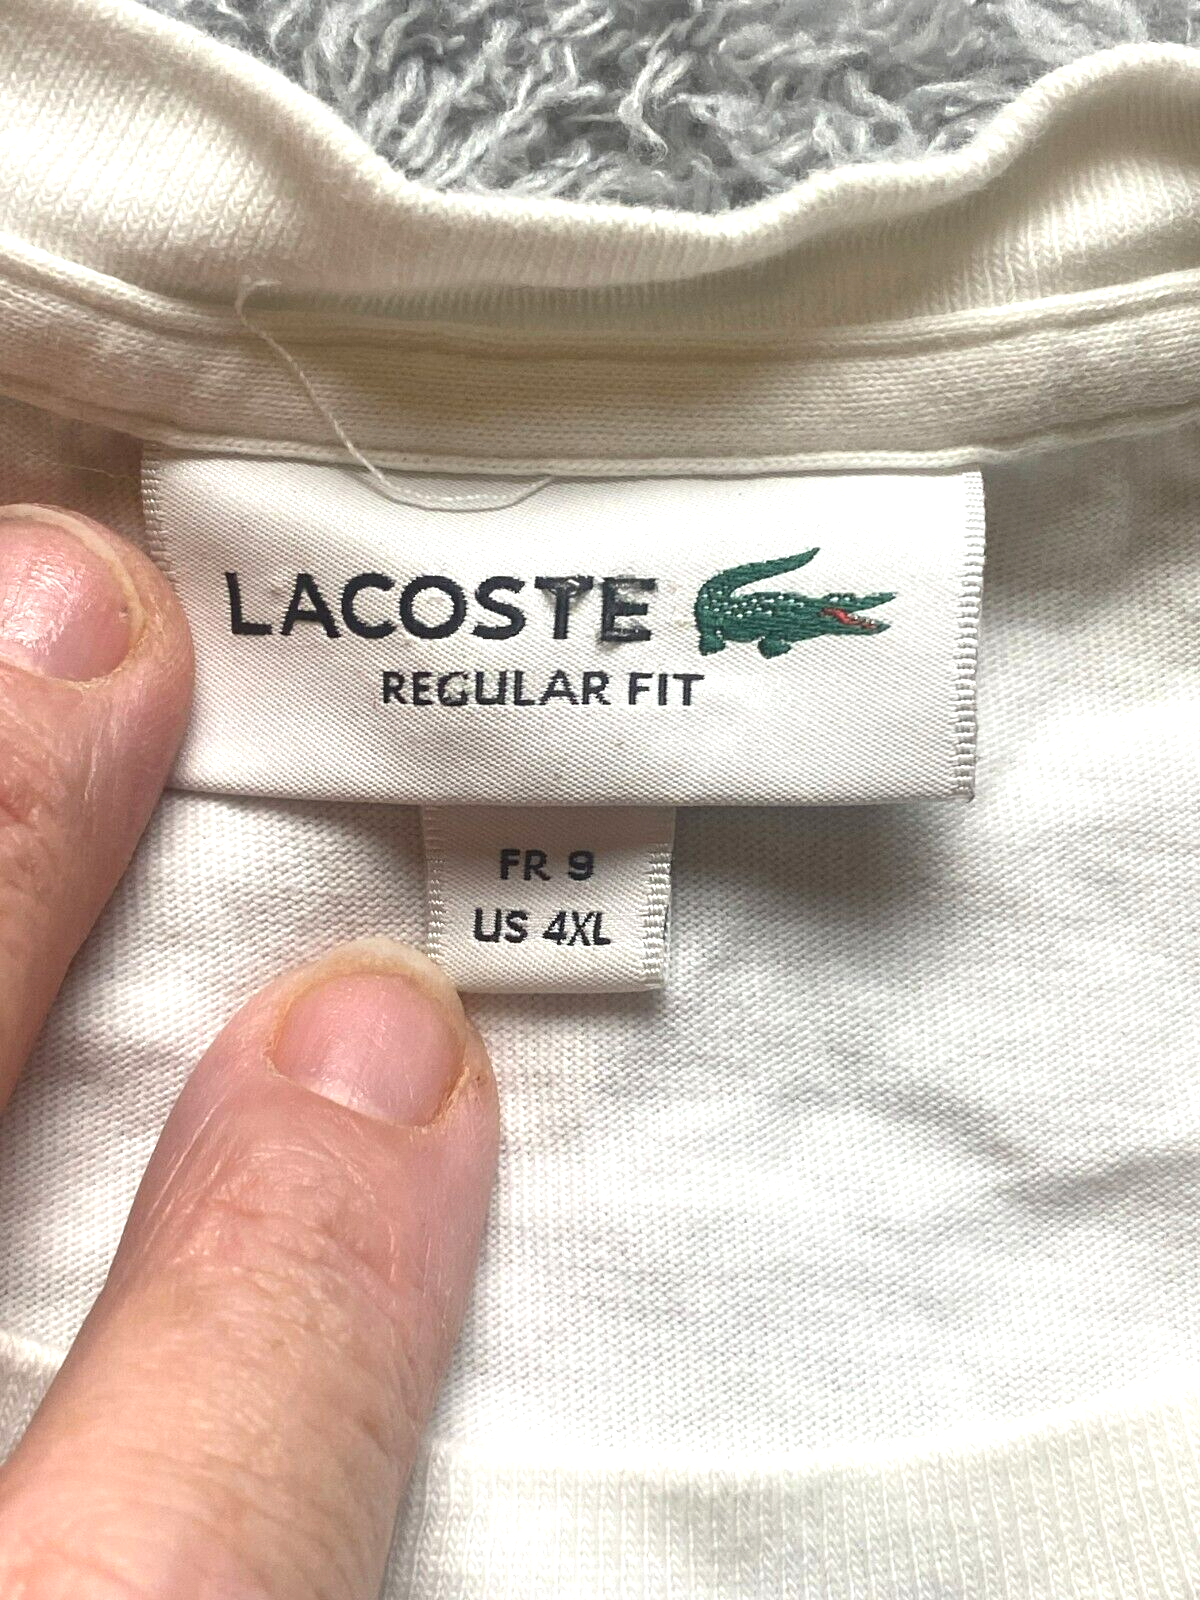 LACOSTE
REGULAR FIT
FR 9
US 4XL